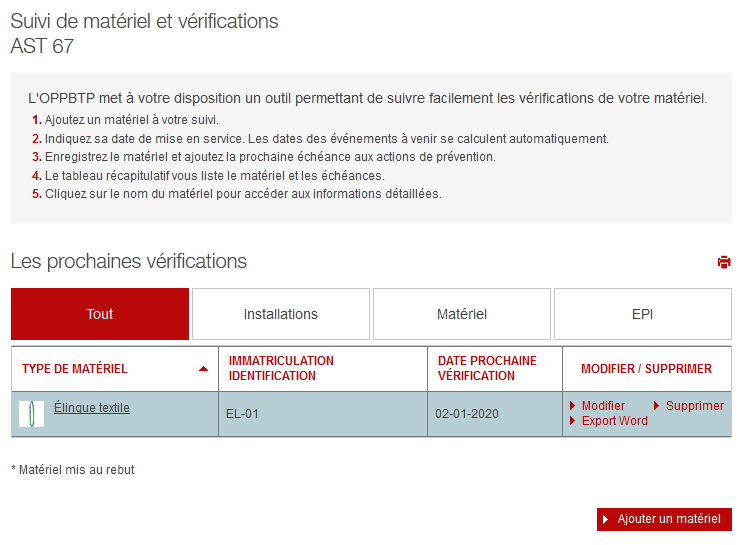 Suivi de matériel et vérifications
AST 67
L'OPPBTP met à votre disposition un outil permettant de suivre facilement les vérifications de votre matériel.
1. Ajoutez un matériel à votre suivi.
2. Indiquez sa date de mise en service. Les dates des événements à venir se calculent automatiquement.
3. Enregistrez le matériel et ajoutez la prochaine échéance aux actions de prévention.
4. Le tableau récapitulatif vous liste le matériel et les échéances.
5. Cliquez sur le nom du matériel pour accéder aux informations détaillées.
Les prochaines vérifications
Tout Installations Matériel EPI
TYPE DE MATÉRIEL
IMMATRICULATION
IDENTIFICATION
DATE PROCHAINE
VÉRIFICATION
MODIFIER / SUPPRIMER
Élingue textile
EL-01
02-01-2020
Modifier Supprimer
Export Word
* Matériel mis au rebut
Ajouter un matériel